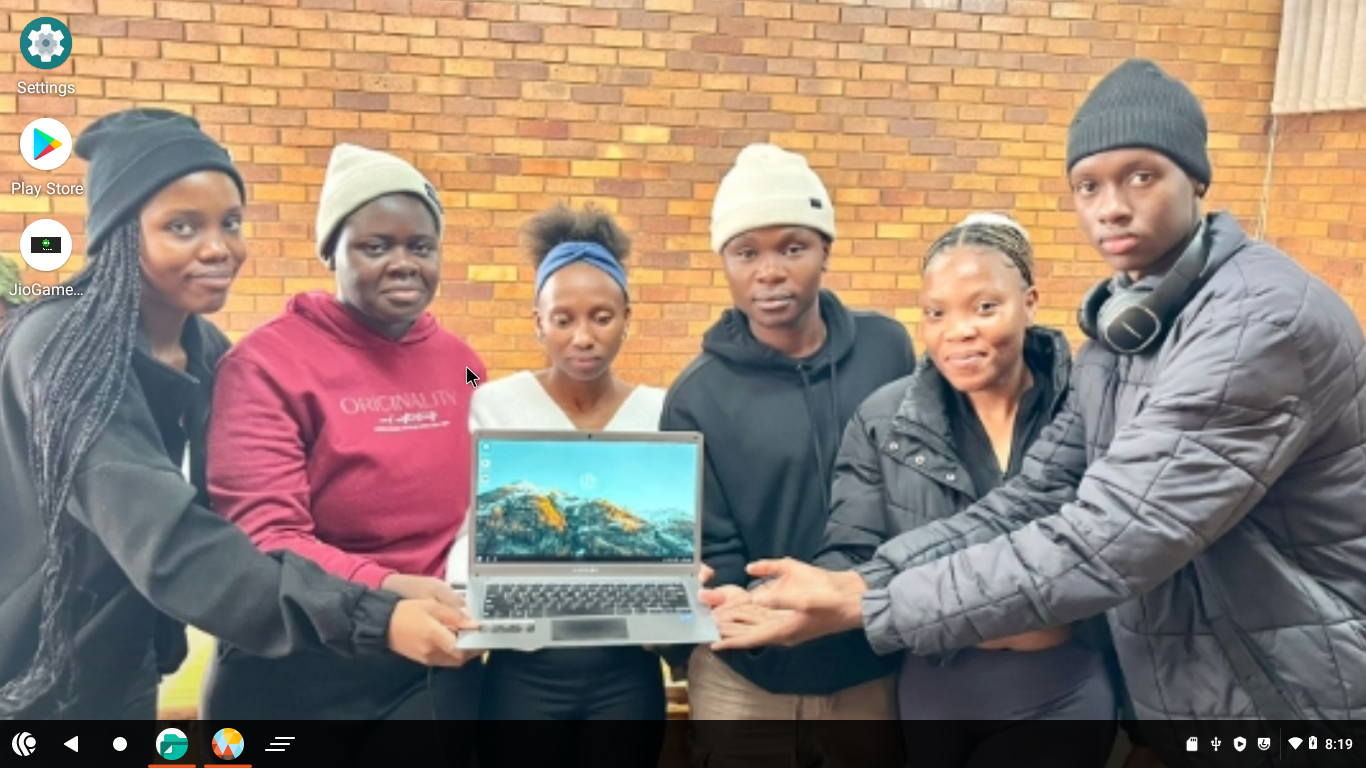 Settings
Play Store
JioGame...
ORIGINALITY
8:19